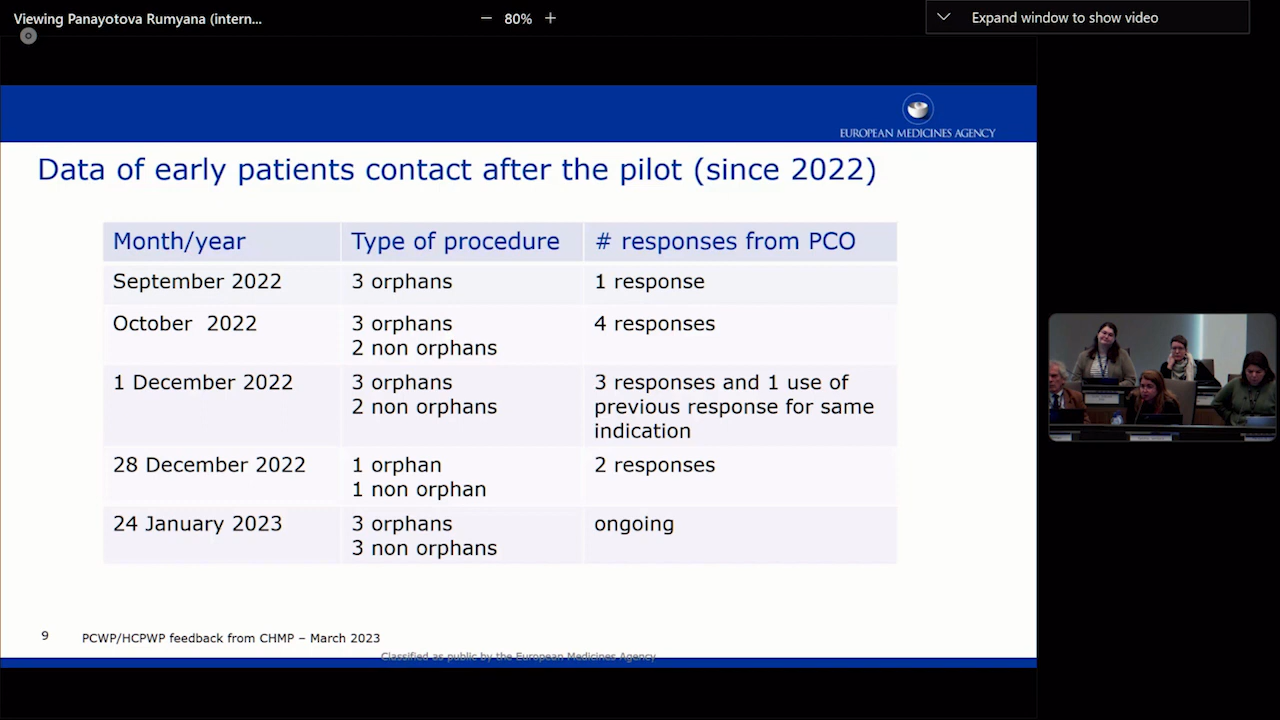 Viewing Panayotova Rumyana (intern...
80%
Expand window to show video
EUROPEAN MEDICINES AGENCY
Data of early patients contact after the pilot (since 2022)
Month/year Type of procedure # responses from PCO
September 2022 3 orphans 1 response
October 2022 3 orphans 4 responses
2 non orphans
1 December 2022 3 orphans 3 responses and 1 use of
2 non orphans previous response for same
indication
28 December 2022 1 orphan 2 responses
1 non orphan
24 January 2023 3 orphans ongoing
3 non orphans
9 PCWP/HCPWP feedback from CHMP – March 2023
Classified as public by the European Medicines Agency